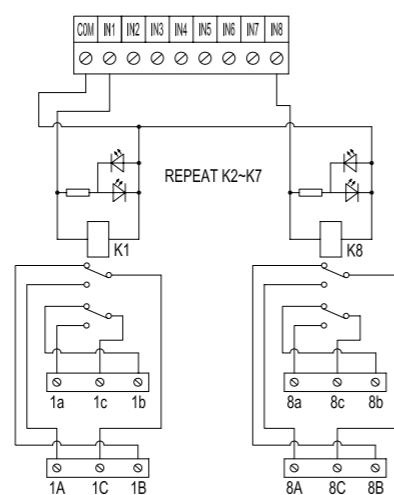 COM IN1 IN2 IN3 IN4 IN5 IN6 IN7 IN8
REPEAT K2~K7
K1 K8
1a 1c 1b 8a 8c 8b
1A 1C 1B 8A 8C 8B